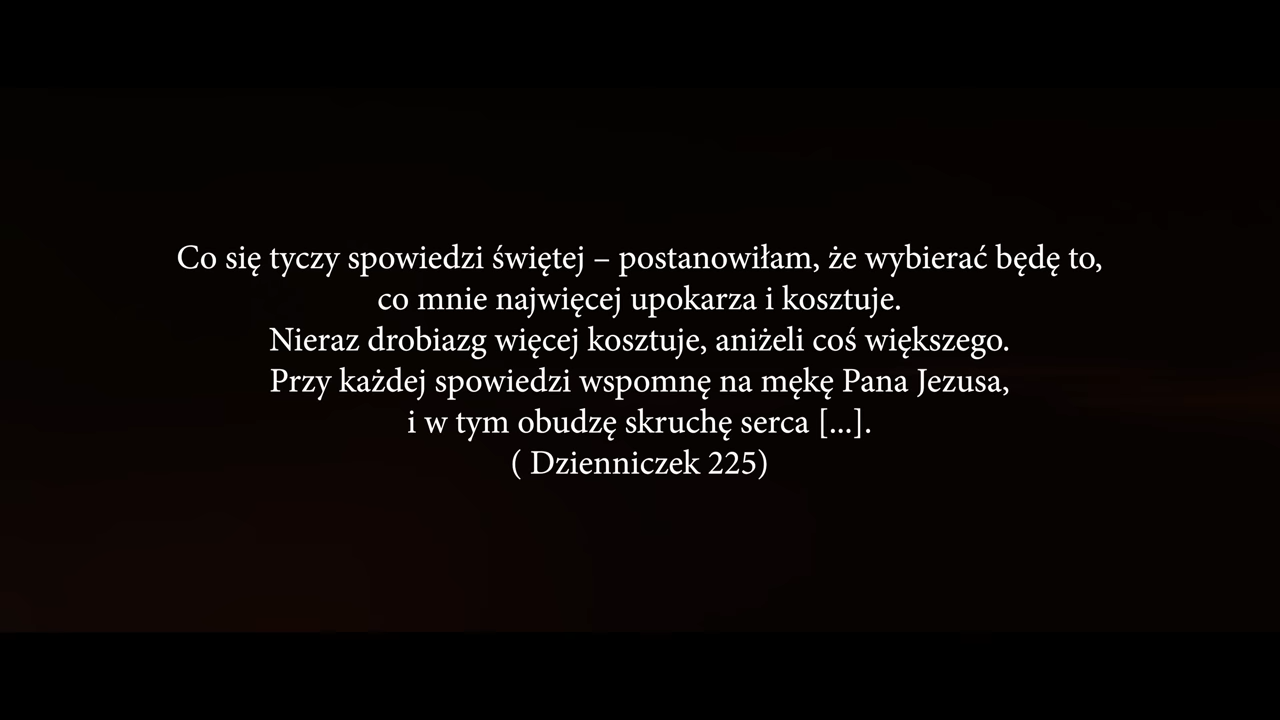 Co się tyczy spowiedzi świętej – postanowiłam, że wybierać będę to,
co mnie najwięcej upokarza i kosztuje.
Nieraz drobiazg więcej kosztuje, aniżeli coś większego.
Przy każdej spowiedzi wspomnę na mękę Pana Jezusa,
i w tym obudzę skruchę serca [...].
( Dzienniczek 225)